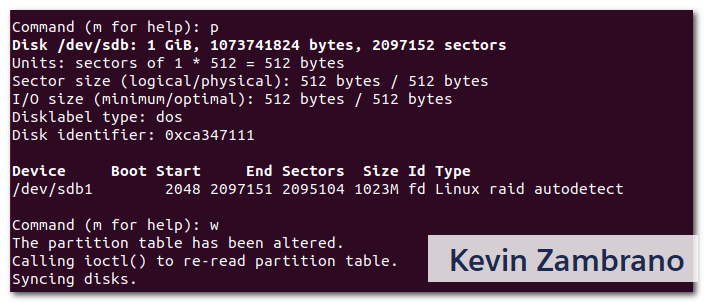 Command (m for help): p
Disk /dev/sdb: 1 GiB, 1073741824 bytes, 2097152 sectors
Units: sectors of 1 * 512 = 512 bytes
Sector size (logical/physical): 512 bytes / 512 bytes
I/O size (minimum/optimal): 512 bytes / 512 bytes
Disklabel type: dos
Disk identifier: 0xca347111

Device     Boot Start     End Sectors  Size Id Type
/dev/sdb1        2048 2097151 2095104 1023M fd Linux raid autodetect

Command (m for help): w
The partition table has been altered.
Calling ioctl() to re-read partition table.
Syncing disks.
Kevin Zambrano